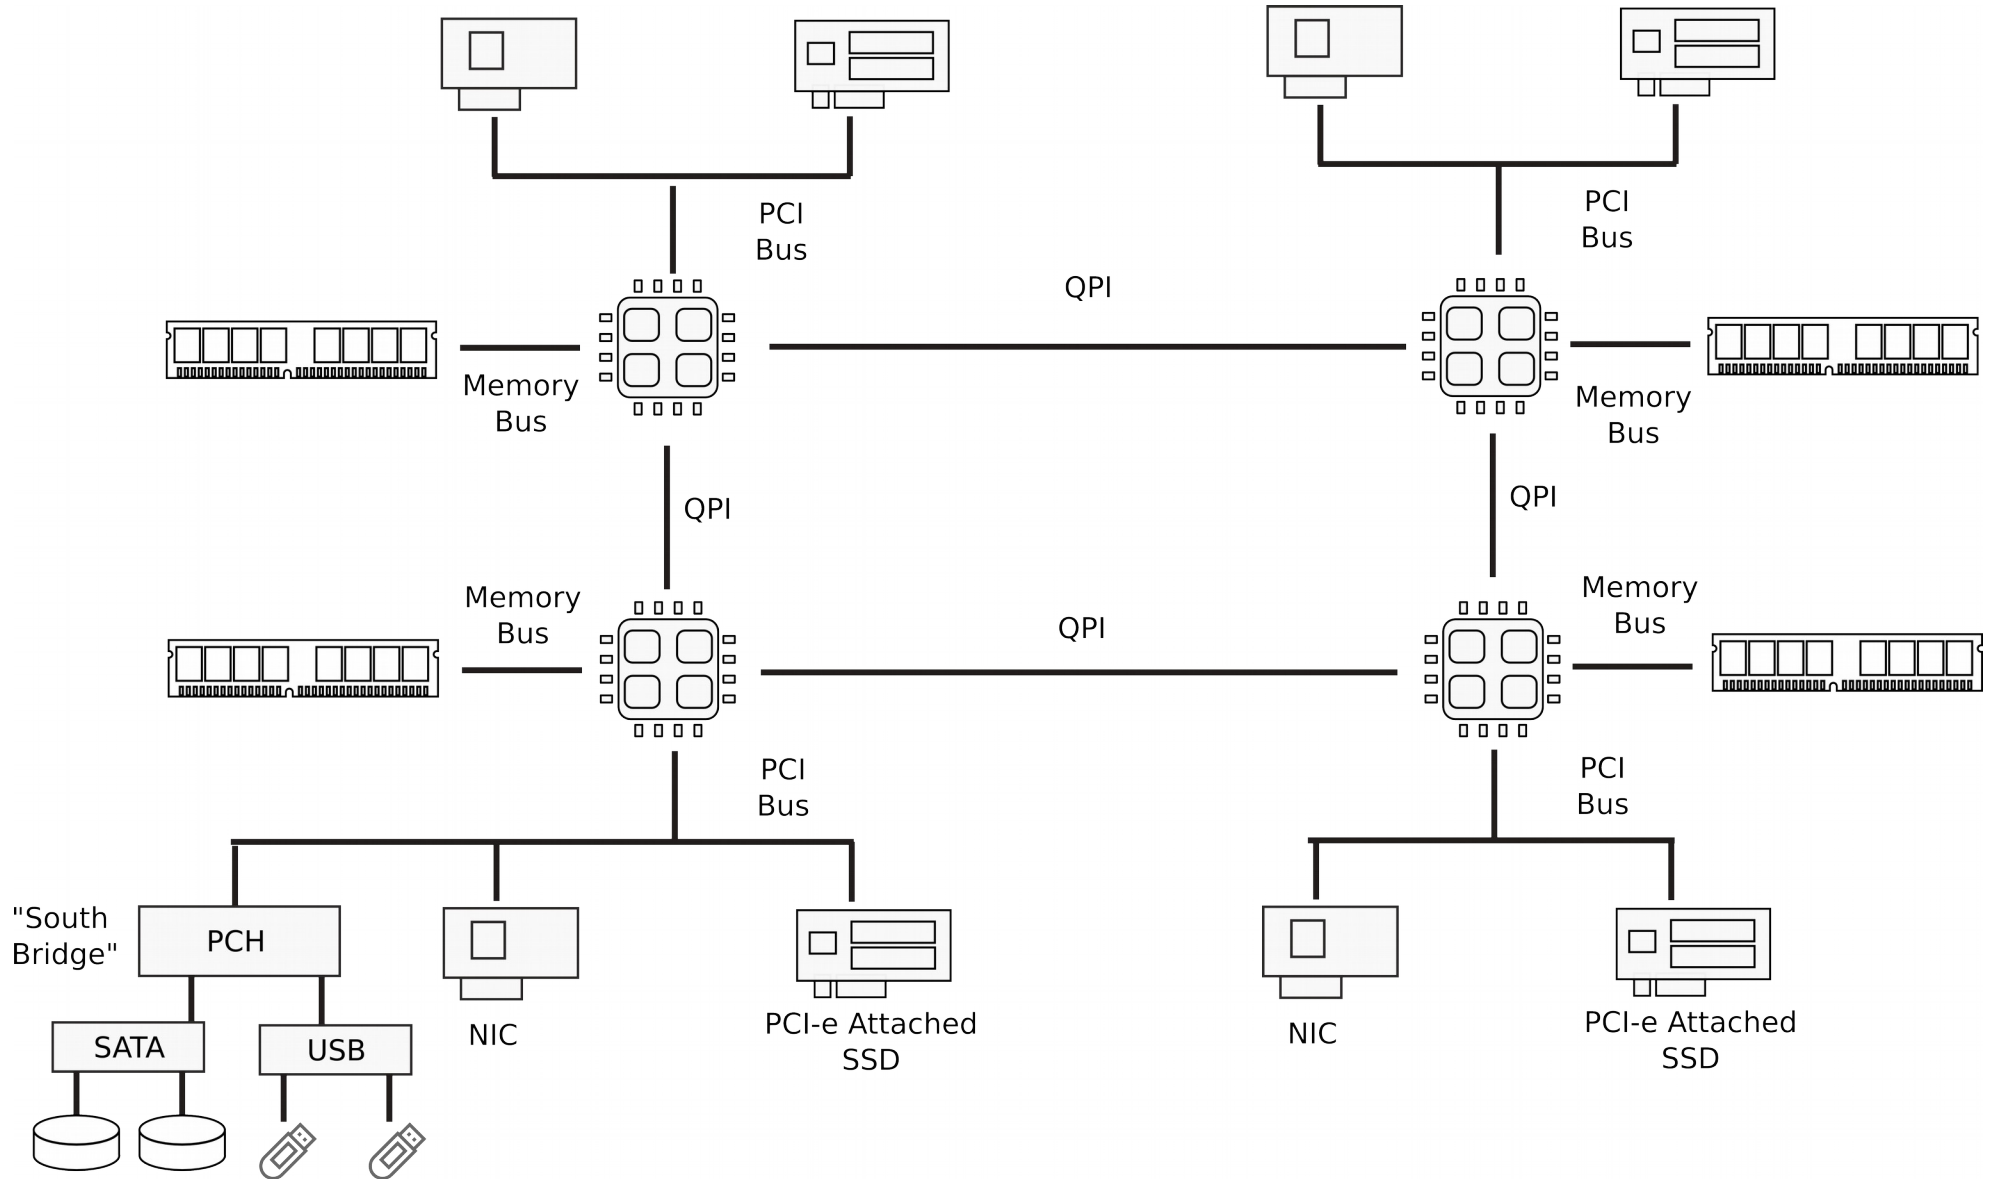 PCI
Bus
PCI
Bus
QPI
Memory
Bus
Memory
Bus
QPI
QPI
Memory
Bus
Memory
Bus
QPI
PCI
Bus
PCI
Bus
"South
Bridge"
PCH
SATA
USB
NIC
PCI-e Attached
SSD
NIC
PCI-e Attached
SSD